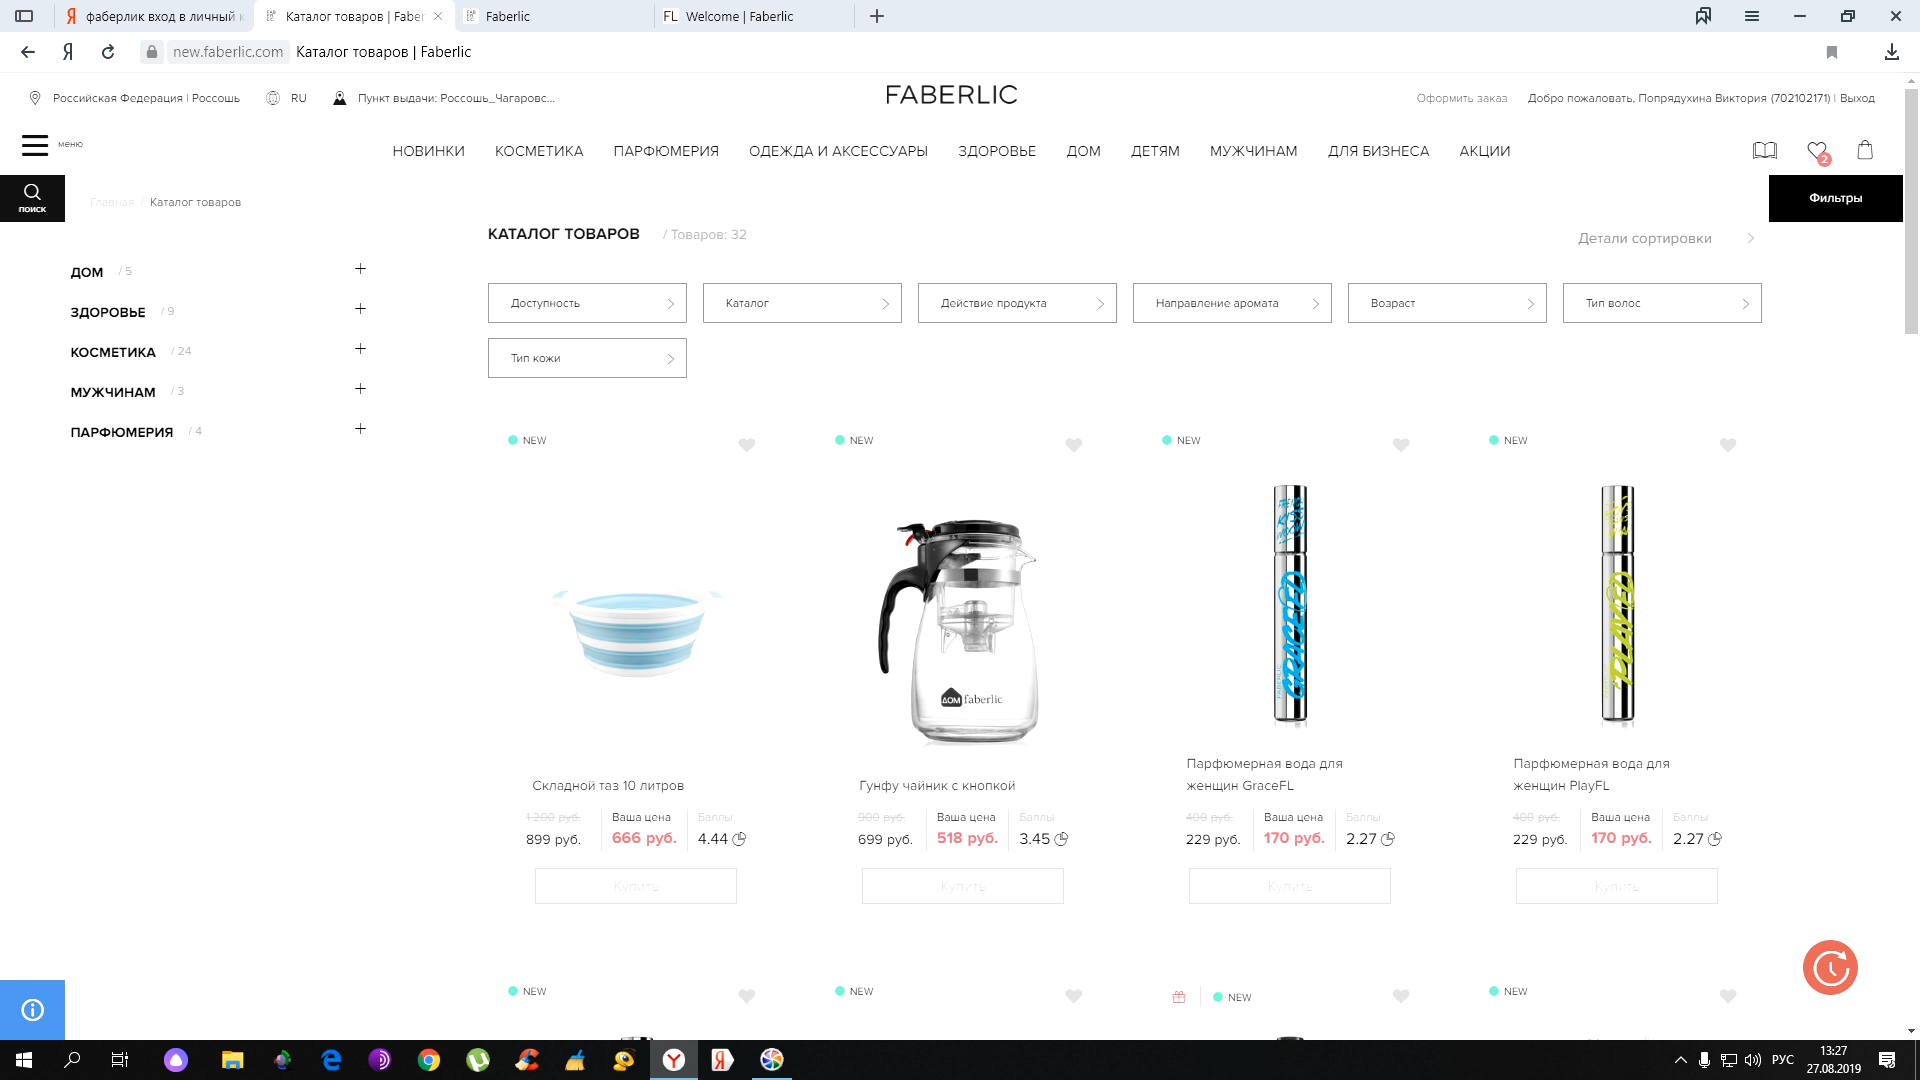 фаберлик вход в личный к
Каталог товаров | Faber
Faberlic
FL Welcome | Faberlic
new.faberlic.com Каталог товаров | Faberlic
Российская Федерация | Россошь
RU
Пункт выдачи: Россошь_Чагаровс...
FABERLIC
Оформить заказ
Добро пожаловать, Попрядухина Виктория (702102171) | Выход
меню
НОВИНКИ КОСМЕТИКА ПАРФЮМЕРИЯ ОДЕЖДА И АКСЕССУАРЫ ЗДОРОВЬЕ ДОМ ДЕТЯМ МУЖЧИНАМ ДЛЯ БИЗНЕСА АКЦИИ
2
поиск
Главная / Каталог товаров
Фильтры
КАТАЛОГ ТОВАРОВ / Товаров: 32
Детали сортировки
ДОМ / 5
ЗДОРОВЬЕ / 9
КОСМЕТИКА / 24
МУЖЧИНАМ / 3
ПАРФЮМЕРИЯ / 4
Доступность
Каталог
Действие продукта
Направление аромата
Возраст
Тип волос
Тип кожи
NEW
NEW
NEW
NEW
ДОМ faberlic
FABERLIC
Складной таз 10 литров
1 200 руб.
899 руб.
Ваша цена
666 руб.
Баллы
4.44
Купить
Гунфу чайник с кнопкой
900 руб.
699 руб.
Ваша цена
518 руб.
Баллы
3.45
Купить
Парфюмерная вода для
женщин GraceFL
400 руб.
229 руб.
Ваша цена
170 руб.
Баллы
2.27
Купить
Парфюмерная вода для
женщин PlayFL
400 руб.
229 руб.
Ваша цена
170 руб.
Баллы
2.27
Купить
NEW
NEW
NEW
NEW
РУС
13:27
27.08.2019